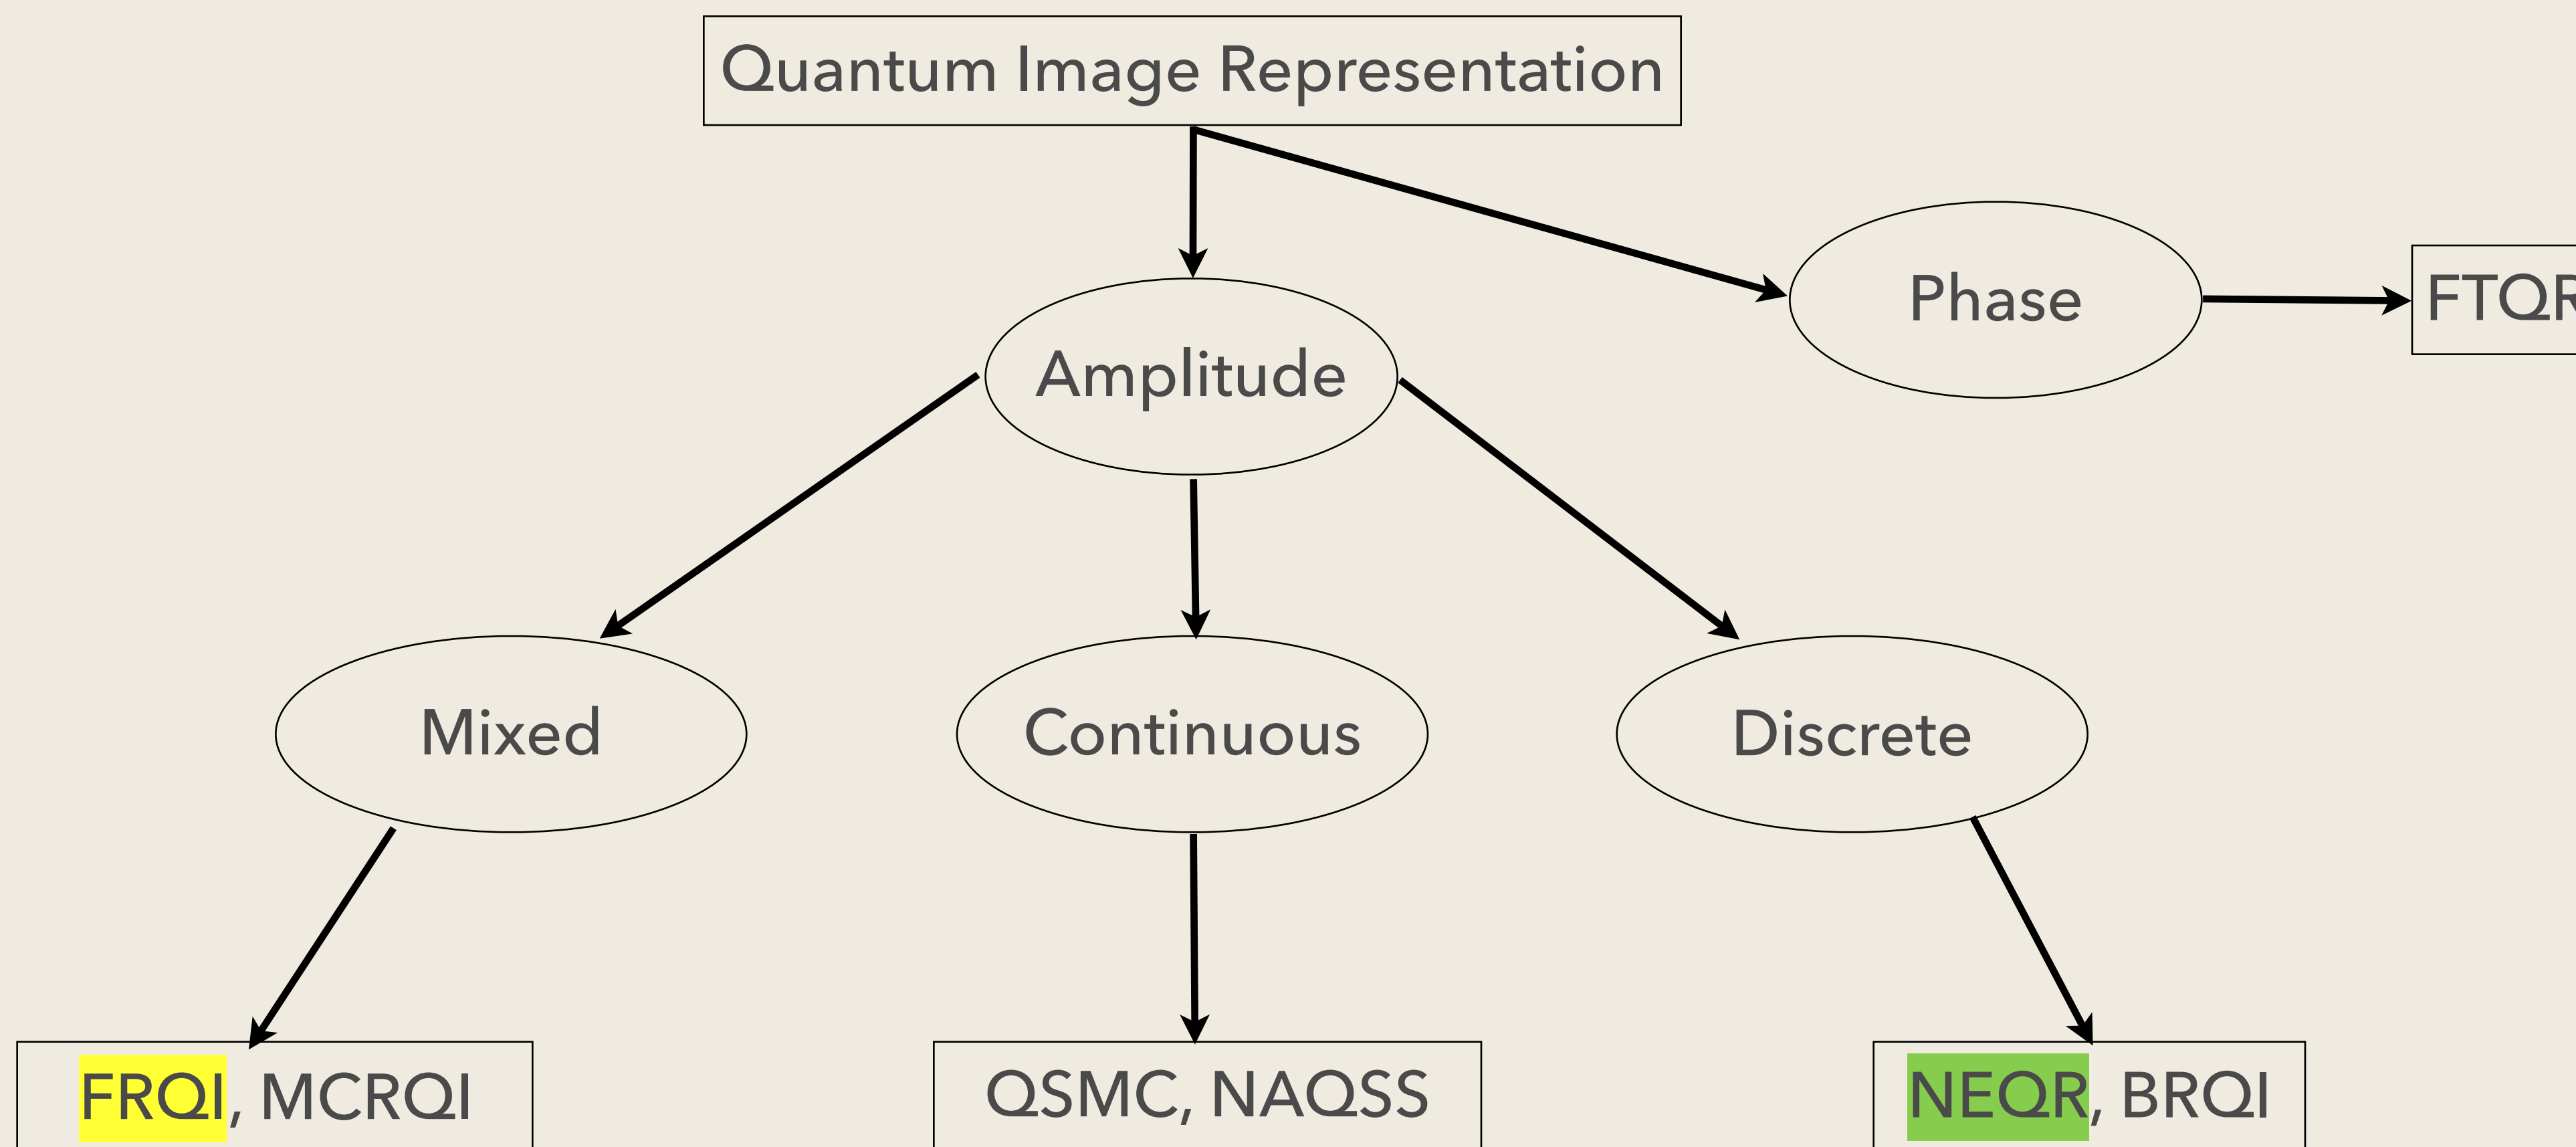 Quantum Image Representation
Phase
Amplitude
Mixed
Continuous
Discrete
FRQI, MCRQI
QSMC, NAQSS
NEQR, BRQI